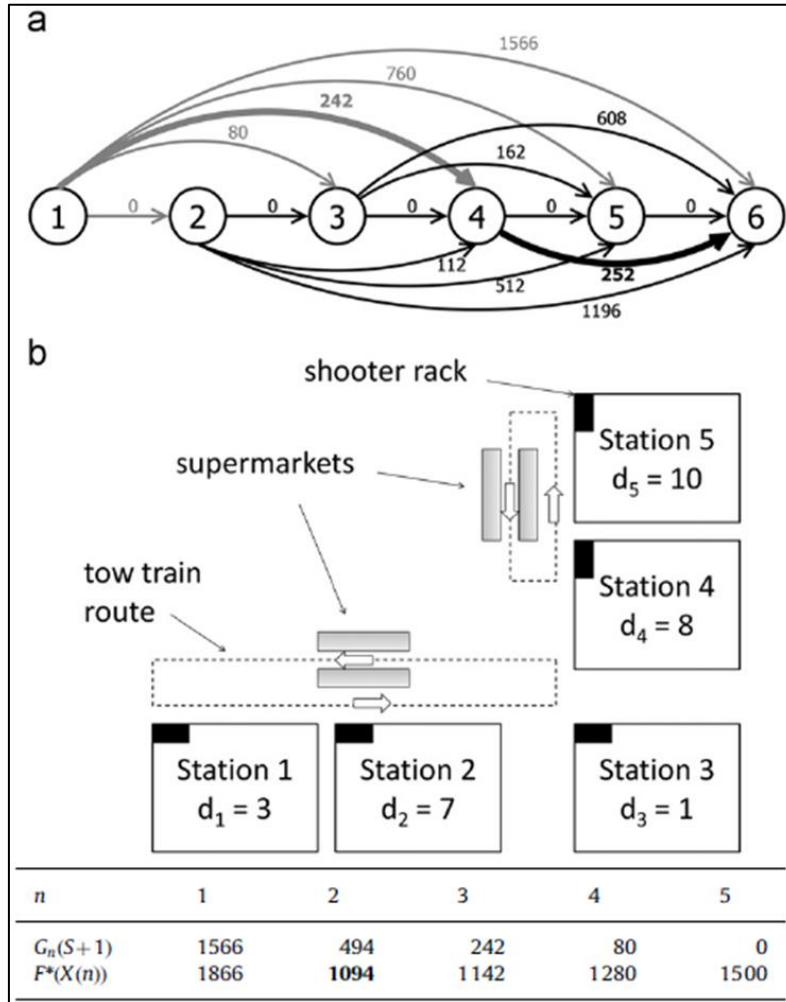 a
1566
760
242
80
608
162
1 0 2 0 3 0 4 0 5 0 6
112
252
512
1196
b
shooter rack
Station 5
d₅ = 10
supermarkets
tow train
route
Station 4
d₄ = 8
Station 1
d₁ = 3
Station 2
d₂ = 7
Station 3
d₃ = 1
n 1 2 3 4 5
Gₙ(S+1) 1566 494 242 80 0
F*(X(n)) 1866 1094 1142 1280 1500